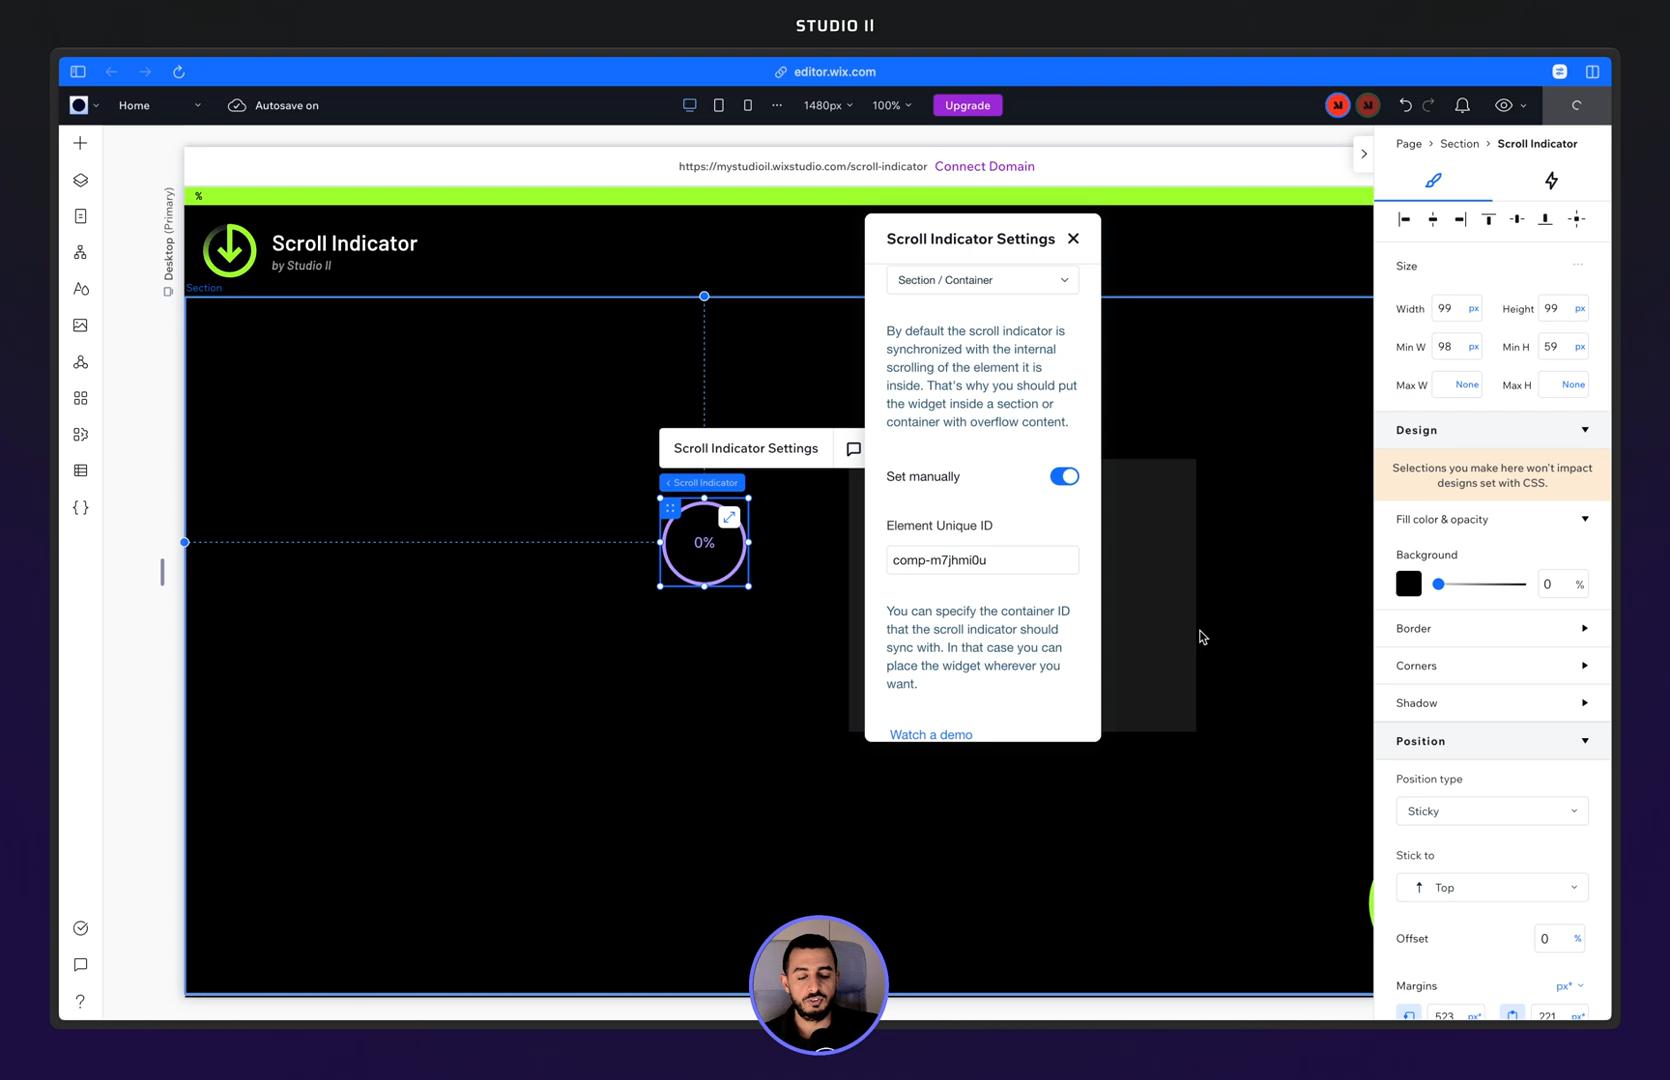 STUDIO II
editor.wix.com
Home
Autosave on
1480px
100%
Upgrade
https://mystudioil.wixstudio.com/scroll-indicator Connect Domain
%
Desktop (Primary)
Scroll Indicator
by Studio II
Section
Scroll Indicator Settings
Scroll Indicator
0%
Scroll Indicator Settings
Section / Container
By default the scroll indicator is
synchronized with the internal
scrolling of the element it is
inside. That's why you should put
the widget inside a section or
container with overflow content.
Set manually
Element Unique ID
comp-m7jhmi0u
You can specify the container ID
that the scroll indicator should
sync with. In that case you can
place the widget wherever you
want.
Watch a demo
Page > Section > Scroll Indicator
Size
Width 99 px Height 99 px
Min W 98 px Min H 59 px
Max W None Max H None
Design
Selections you make here won't impact
designs set with CSS.
Fill color & opacity
Background
0 %
Border
Corners
Shadow
Position
Position type
Sticky
Stick to
Top
Offset 0 %
Margins px*
523 px* 221 px*